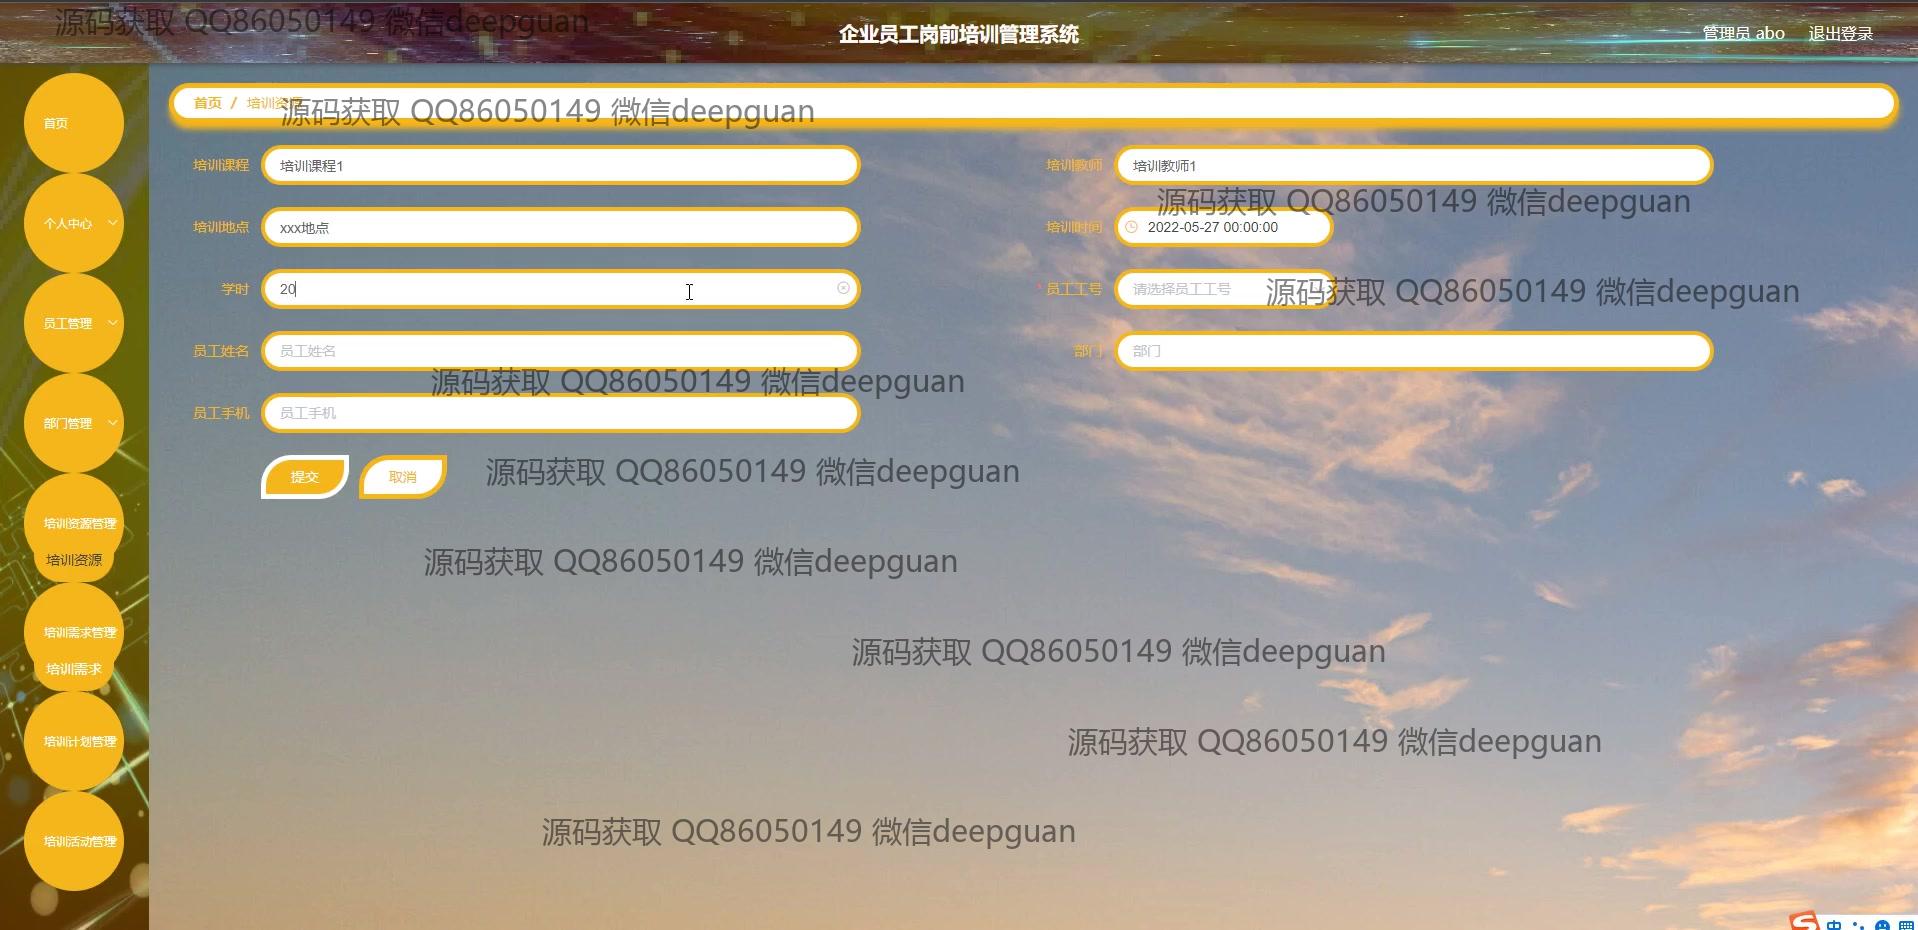 源码获取 QQ86050149 微信deepguan
企业员工岗前培训管理系统
管理员 abo
退出登录
首页 / 培训资源
源码获取 QQ86050149 微信deepguan
首页
个人中心
员工管理
部门管理
培训资源管理
培训资源
培训需求管理
培训需求
培训计划管理
培训活动管理
培训课程 培训课程1
培训教师 培训教师1
源码获取 QQ86050149 微信deepguan
培训地点 xxx地点
培训时间 2022-05-27 00:00:00
学时 20
* 员工工号 请选择员工工号
源码获取 QQ86050149 微信deepguan
员工姓名 员工姓名
部门 部门
源码获取 QQ86050149 微信deepguan
员工手机 员工手机
提交 取消
源码获取 QQ86050149 微信deepguan
源码获取 QQ86050149 微信deepguan
源码获取 QQ86050149 微信deepguan
源码获取 QQ86050149 微信deepguan
源码获取 QQ86050149 微信deepguan
中